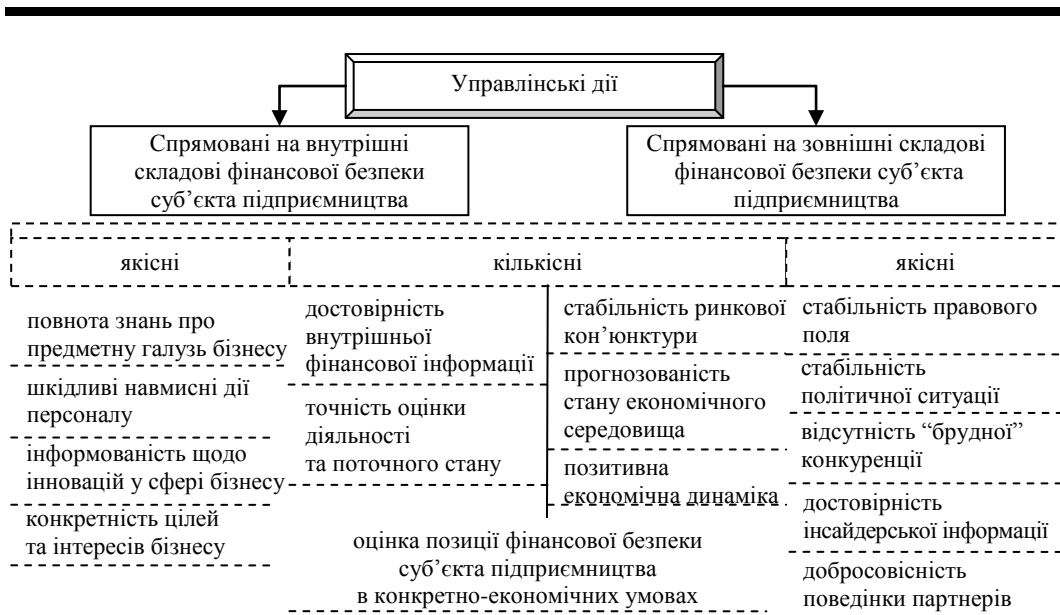 Управлінські дії
Спрямовані на внутрішні
складові фінансової безпеки
суб’єкта підприємництва
Спрямовані на зовнішні складові
фінансової безпеки суб’єкта
підприємництва
якісні
кількісні
якісні
повнота знань про
предметну галузь бізнесу
шкідливі навмисні дії
персоналу
інформованість щодо
інновацій у сфері бізнесу
конкретність цілей
та інтересів бізнесу
достовірність
внутрішньої
фінансової інформації
точність оцінки
діяльності
та поточного стану
стабільність ринкової
кон’юнктури
прогнозованість
стану економічного
середовища
позитивна
економічна динаміка
оцінка позиції фінансової безпеки
суб’єкта підприємництва
в конкретно-економічних умовах
стабільність правового
поля
стабільність
політичної ситуації
відсутність “брудної”
конкуренції
достовірність
інсайдерської інформації
добросовісність
поведінки партнерів